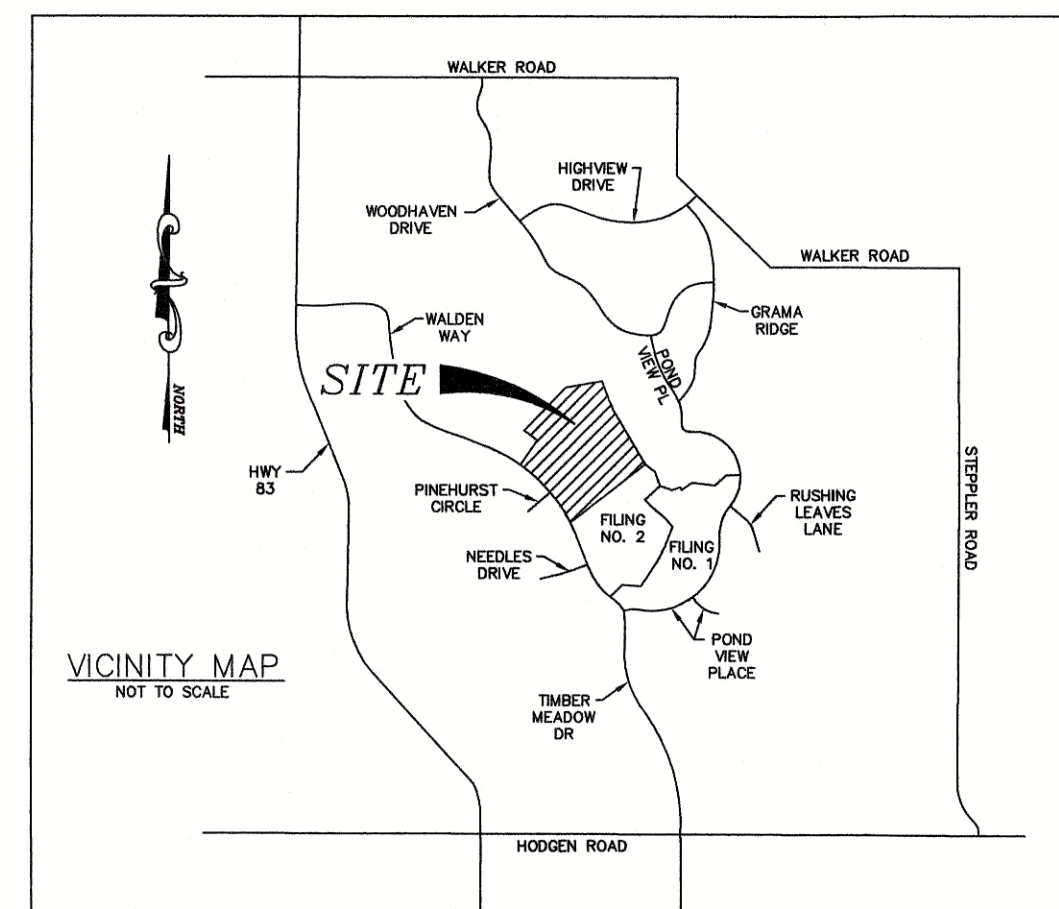 WALKER ROAD
HIGHVIEW
DRIVE
WOODHAVEN
DRIVE
WALKER ROAD
GRAMA
RIDGE
WALDEN
WAY
POND
VIEW PL
SITE
NORTH
HWY
83
PINEHURST
CIRCLE
STEPPLER ROAD
RUSHING
LEAVES
LANE
FILING
NO. 2
FILING
NO. 1
NEEDLES
DRIVE
POND
VIEW
PLACE
VICINITY MAP
NOT TO SCALE
TIMBER
MEADOW
DR
HODGEN ROAD